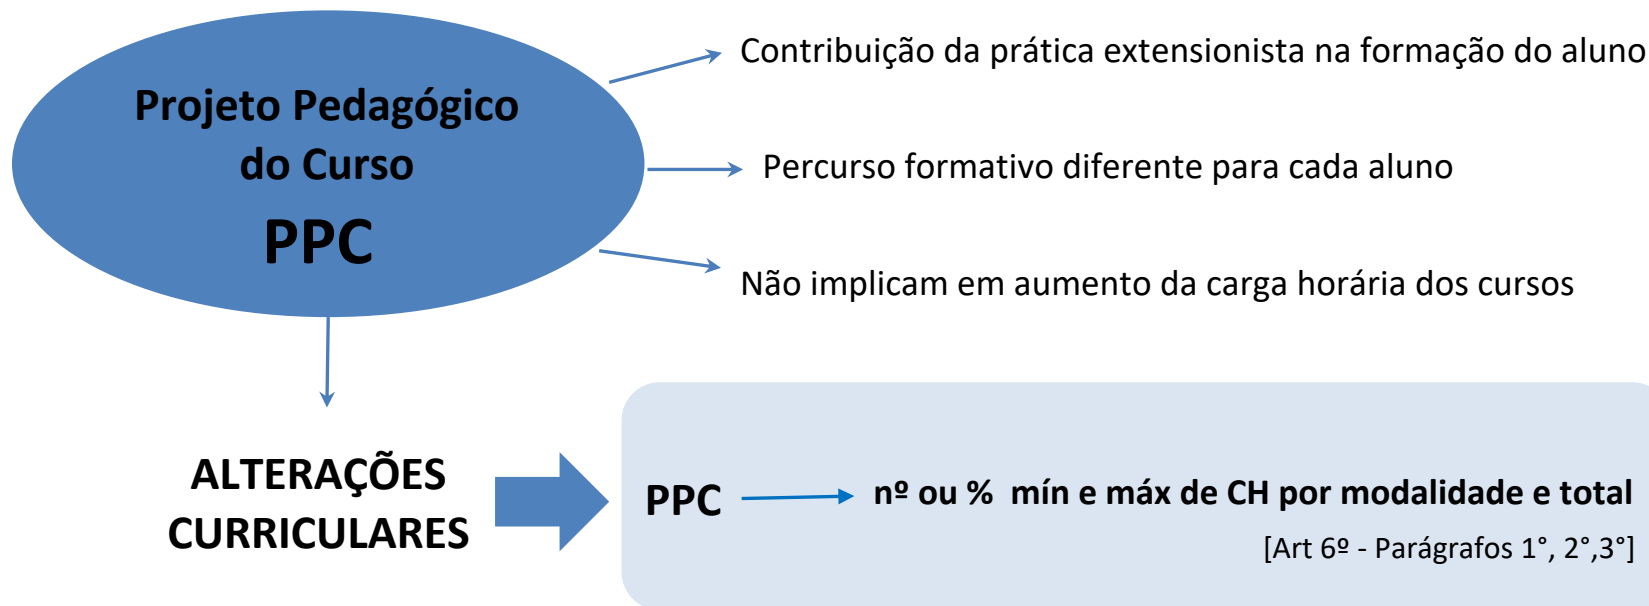 Projeto Pedagógico
do Curso
PPC
Contribuição da prática extensionista na formação do aluno
Percurso formativo diferente para cada aluno
Não implicam em aumento da carga horária dos cursos
ALTERAÇÕES
CURRICULARES
PPC
nº ou %  mín e máx de CH por modalidade e total
[Art 6º - Parágrafos 1°, 2°,3°]